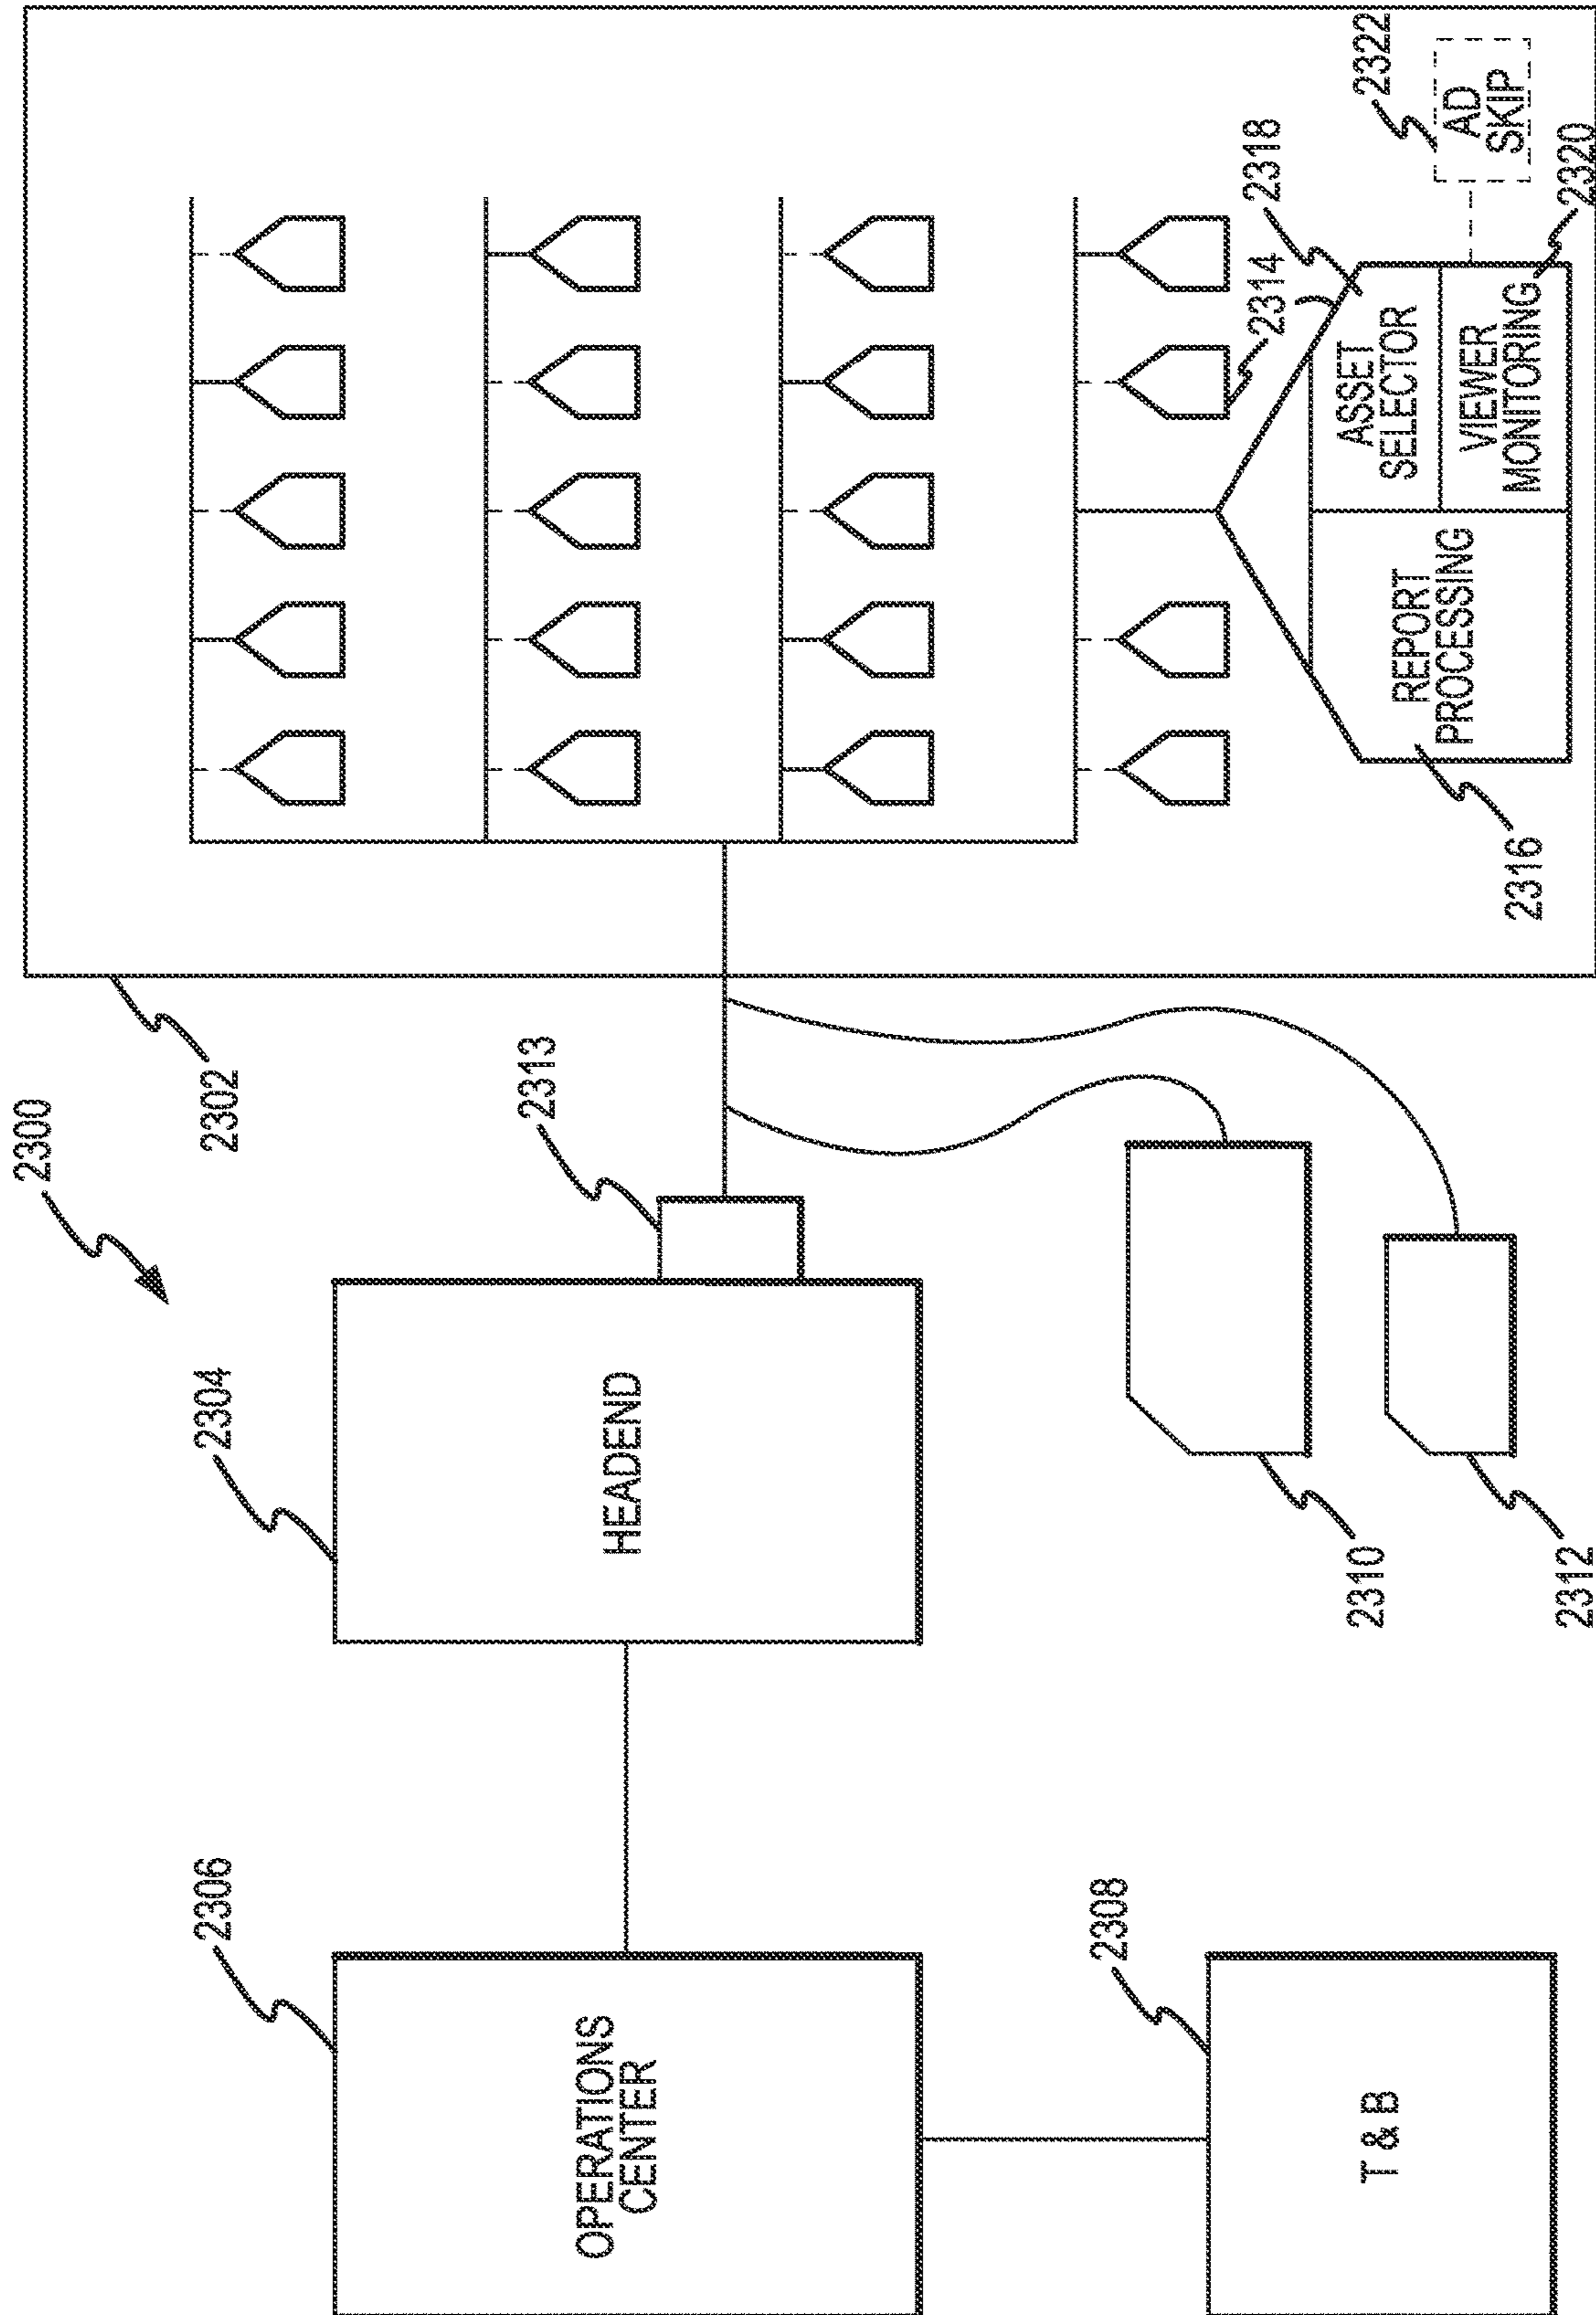 2300
2306
OPERATIONS
CENTER
2308
T & B
2304
HEADEND
2313
2310
2312
2302
2314
2318
2316
REPORT
PROCESSING
ASSET
SELECTOR
VIEWER
MONITORING
2320
2322
AD
SKIP